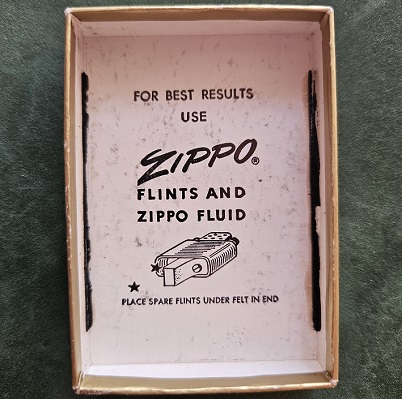 FOR BEST RESULTS
USE
ZIPPO®
FLINTS AND
ZIPPO FLUID
PLACE SPARE FLINTS UNDER FELT IN END